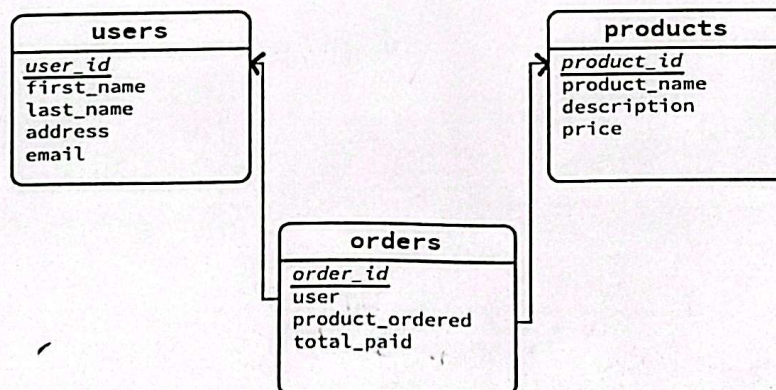 users
user_id
first_name
last_name
address
email
products
product_id
product_name
description
price
orders
order_id
user
product_ordered
total_paid